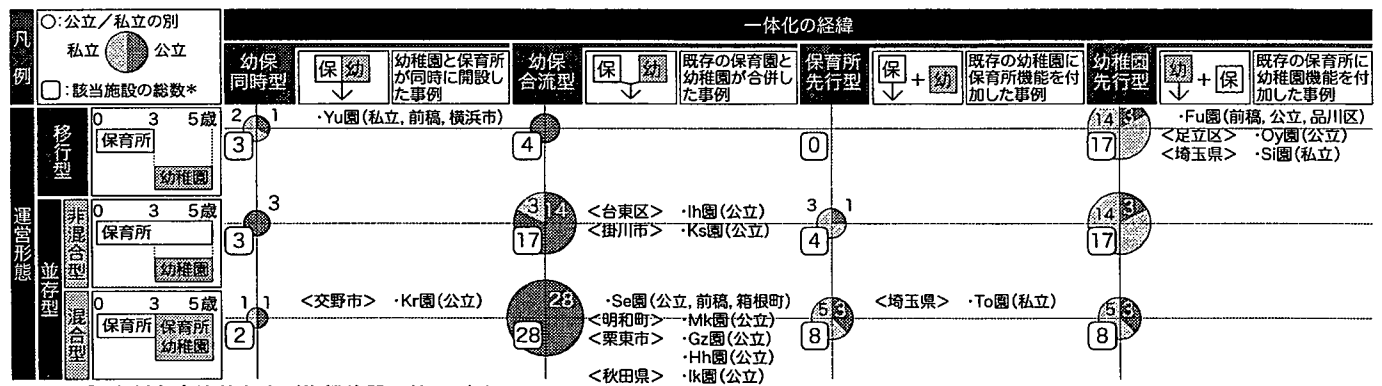 凡例
○:公立/私立の別
私立 公立
□:該当施設の総数*
一体化の経緯
幼保同時型
保 幼
幼稚園と保育所が同時に開設した事例
幼保合流型
保 幼
既存の保育園と幼稚園が合併した事例
保育所先行型
保 + 幼
既存の幼稚園に保育所機能を付加した事例
幼稚園先行型
幼 + 保
既存の保育所に幼稚園機能を付加した事例
運営形態
移行型
0 3 5歳
保育所
幼稚園
2 1
3
・Yu園(私立, 前稿, 横浜市)
4
0
14 3
17
・Fu園(前稿, 公立, 品川区)
<足立区> ・Oy園(公立)
<埼玉県> ・Si園(私立)
並存型
非混合型
0 3 5歳
保育所
幼稚園
3
3
3 14
17
<台東区> ・Ih園(公立)
<掛川市> ・Ks園(公立)
3 1
4
14 3
17
混合型
0 3 5歳
保育所 保育所
幼稚園
1 1
2
<交野市> ・Kr園(公立)
28
28
・Se園(公立, 前稿, 箱根町)
<明和町> ・Mk園(公立)
<栗東市> ・Gz園(公立)
・Hh園(公立)
<秋田県> ・Ik園(公立)
5 3
8
<埼玉県> ・To園(私立)
5 3
8